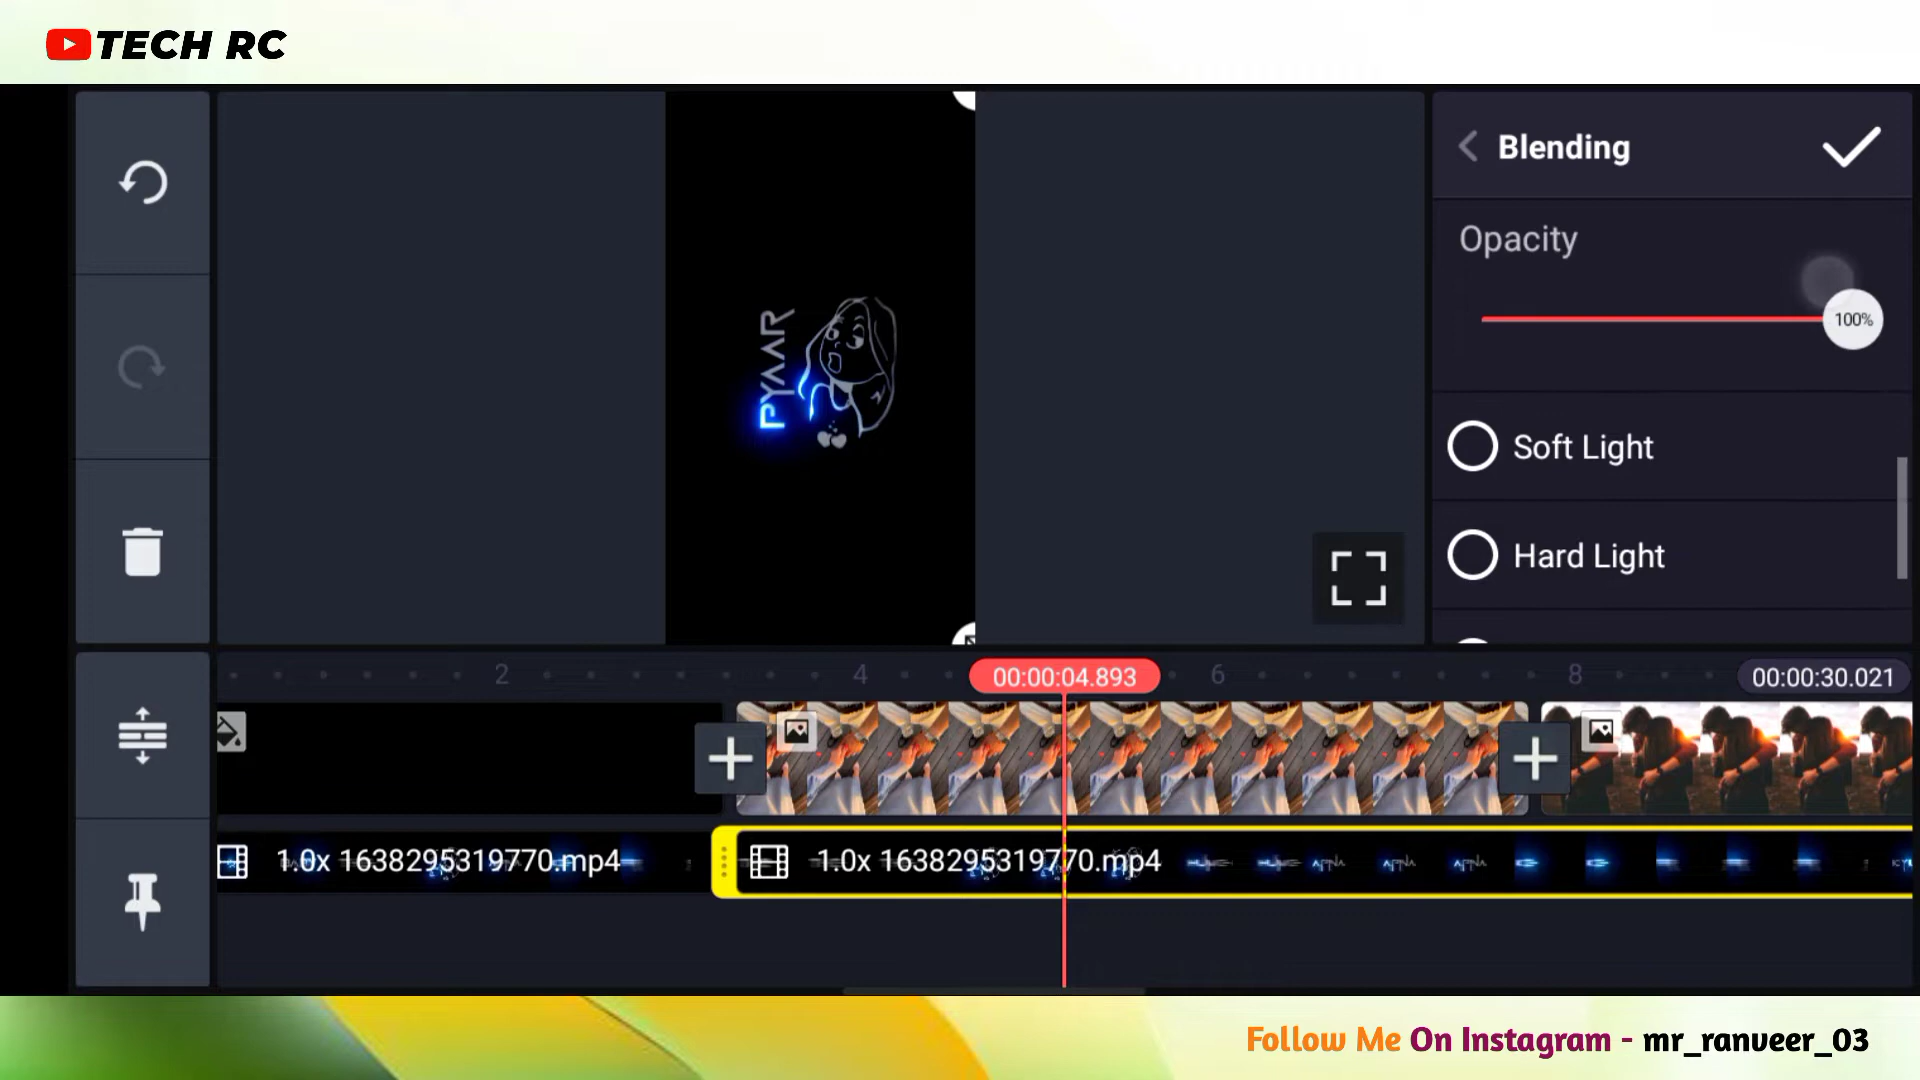 TECH RC
Blending
Opacity
100%
PYAAR
Soft Light
Hard Light
2
4
00:00:04.893
6
8
00:00:30.021
1.0x 1638295319770.mp4
1.0x 1638295319770.mp4
Follow Me On Instagram - mr_ranveer_03